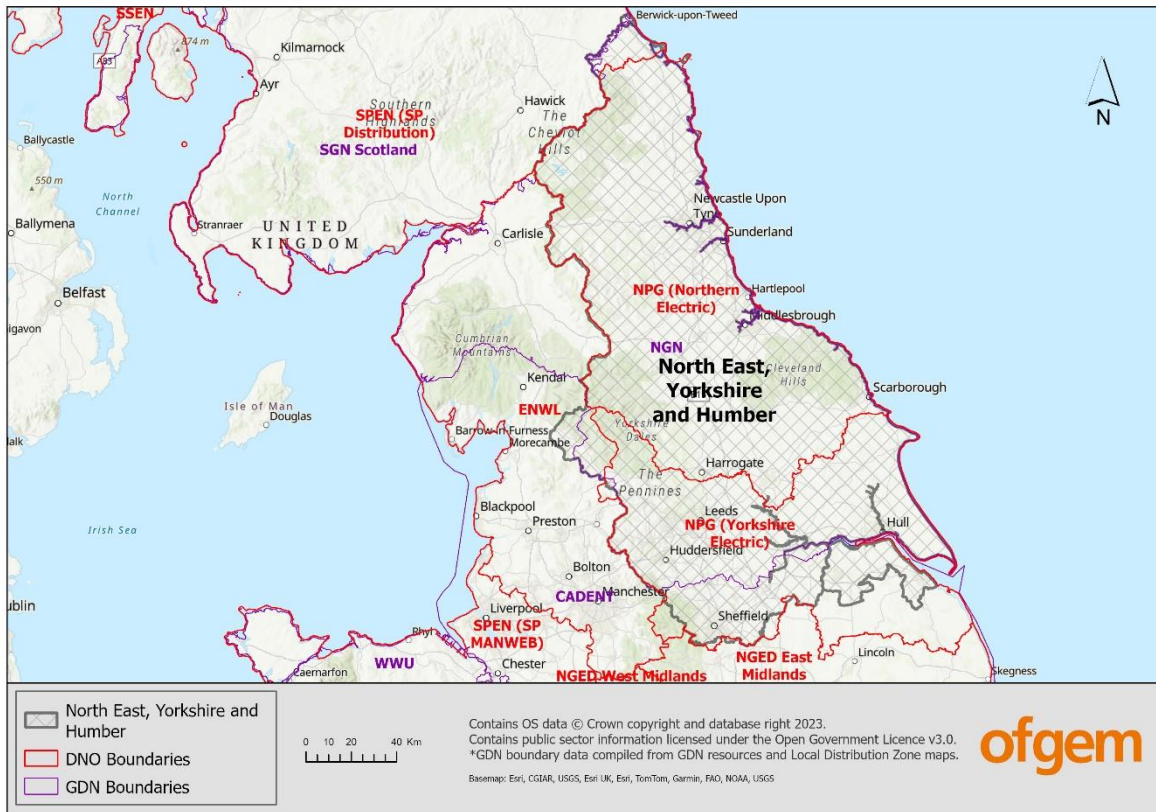 SSEN
Berwick-upon-Tweed
874 m
A83
Kilmarnock
Ayr
Hawick
Southern
Highlands
SPEN (SP
Distribution)
The
Cheviot
Hills
SGN Scotland
Ballycastle
550 m
North
Channel
Ballymena
Stranraer
UNITED
KINGDOM
Carlisle
Newcastle Upon
Tyne
Sunderland
Belfast
NPG (Northern
Electric)
Hartlepool
Middlesbrough
Cumbrian
Mountains
NGN
North East,
Yorkshire
and Humber
Cleveland
Hills
Scarborough
Kendal
ENWL
Isle of Man
Douglas
Barrow-in-Furness
Morecambe
Yorkshire
Dales
Harrogate
The
Pennines
Blackpool
Preston
Leeds
NPG (Yorkshire
Electric)
Hull
Irish Sea
Huddersfield
Bolton
CADENT
Manchester
Liverpool
Sheffield
SPEN (SP
MANWEB)
Rhyl
WWU
Caernarfon
Chester
NGED West Midlands
NGED East
Midlands
Lincoln
Skegness
N
North East, Yorkshire and
Humber
DNO Boundaries
GDN Boundaries
0 10 20 40 Km
Contains OS data © Crown copyright and database right 2023.
Contains public sector information licensed under the Open Government Licence v3.0.
*GDN boundary data compiled from GDN resources and Local Distribution Zone maps.
Basemap: Esri, CGIAR, USGS, Esri UK, Esri, TomTom, Garmin, FAO, NOAA, USGS
ofgem